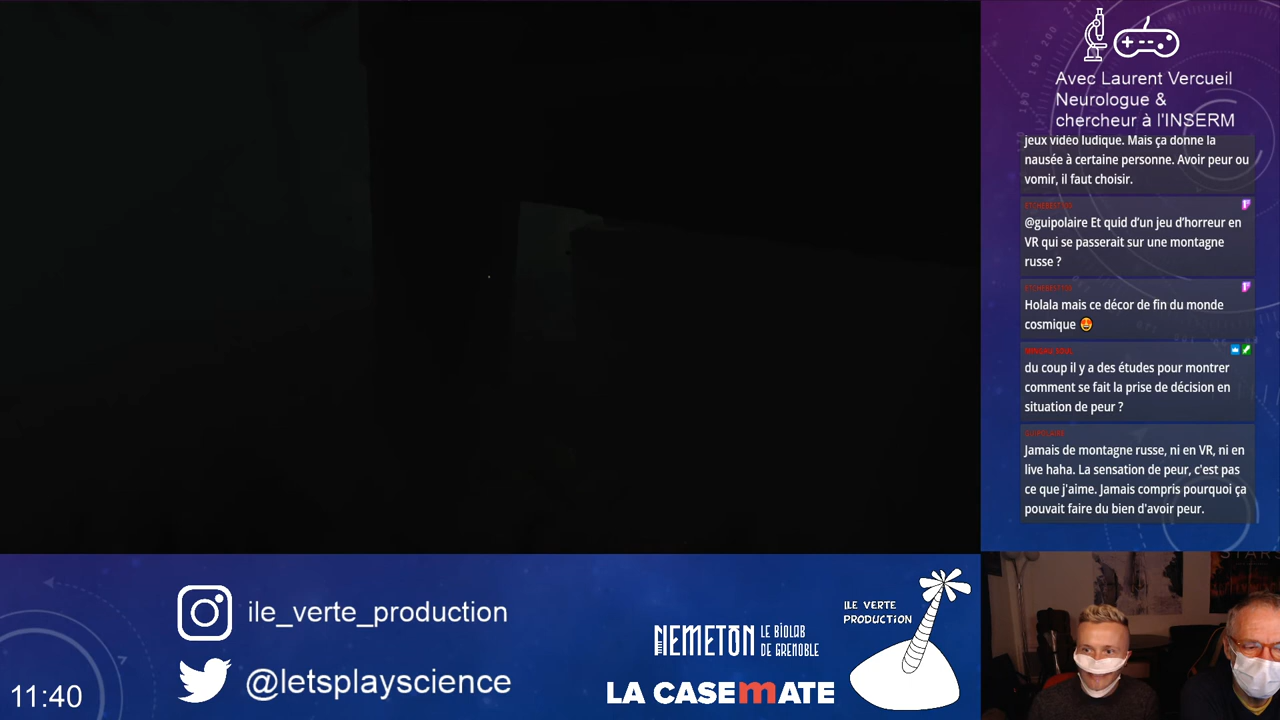 Avec Laurent Vercueil
Neurologue &
chercheur à l'INSERM
jeux vidéo ludique. Mais ça donne la
nausée à certaine personne. Avoir peur ou
vomir, il faut choisir.
@guipolaire Et quid d’un jeu d’horreur en
VR qui se passerait sur une montagne
russe ?
Holala mais ce décor de fin du monde
cosmique
du coup il y a des études pour montrer
comment se fait la prise de décision en
situation de peur ?
GUIPOLAIRE
Jamais de montagne russe, ni en VR, ni en
live haha. La sensation de peur, c'est pas
ce que j'aime. Jamais compris pourquoi ça
pouvait faire du bien d'avoir peur.
ile_verte_production
@letsplayscience
11:40
NEMETON LE BIOLAB
DE GRENOBLE
LA CASEMATE
ILE VERTE
PRODUCTION